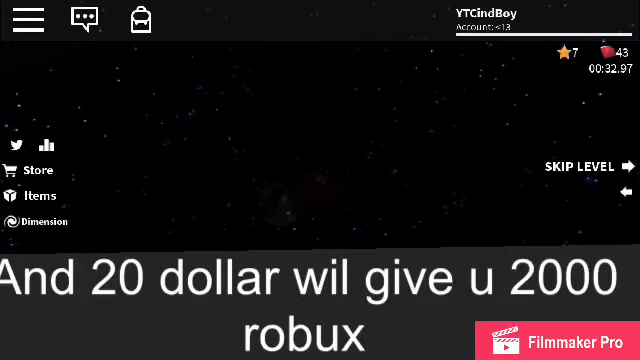 YTCindBoy
Account: <13
7
43
00:32.97
Store
SKIP LEVEL
Items
Dimension
And 20 dollar wil give u 2000
robux
Filmmaker Pro